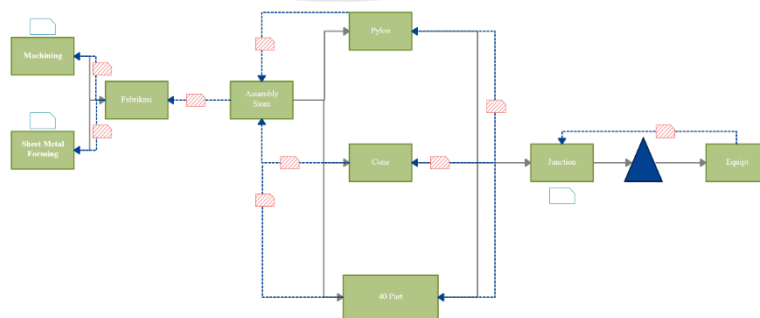 Machining
Sheet Metal
Forming
Fabrikasi
Assembly
Store
Pylon
Cone
40 Part
Junction
Equipt